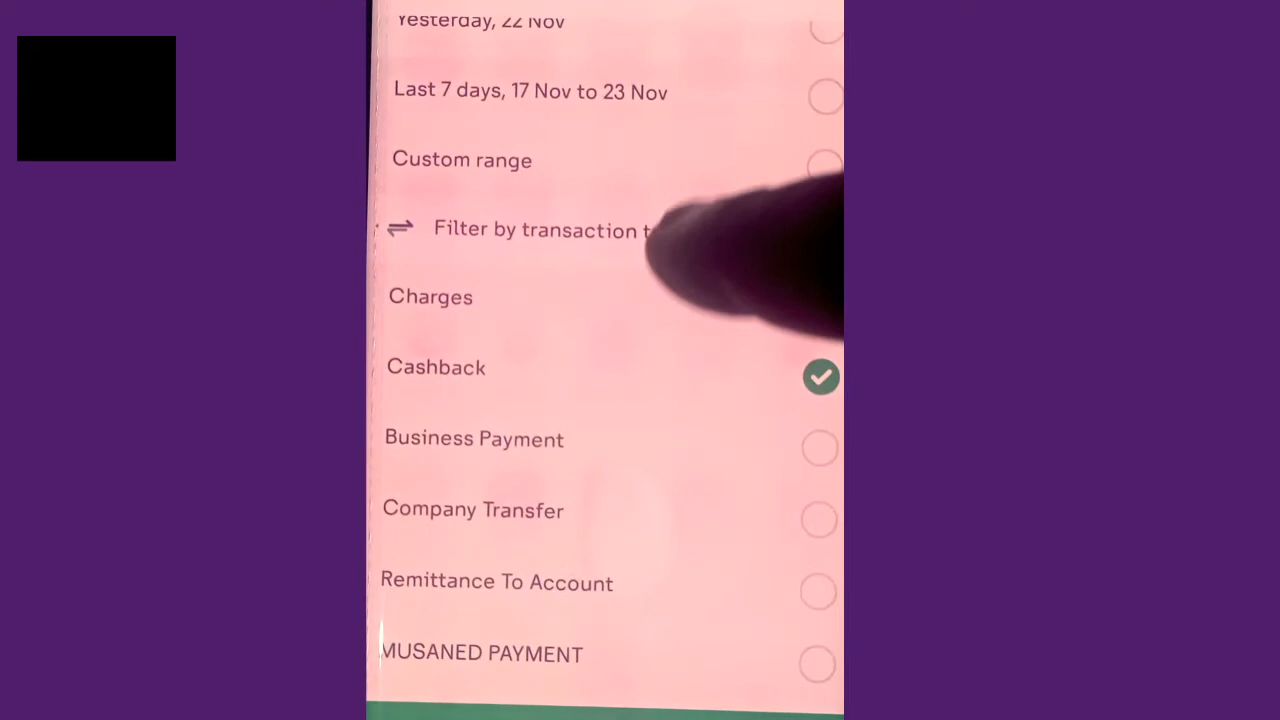 Yesterday, 22 Nov
Last 7 days, 17 Nov to 23 Nov
Custom range
Filter by transaction
Charges
Cashback
Business Payment
Company Transfer
Remittance To Account
MUSANED PAYMENT